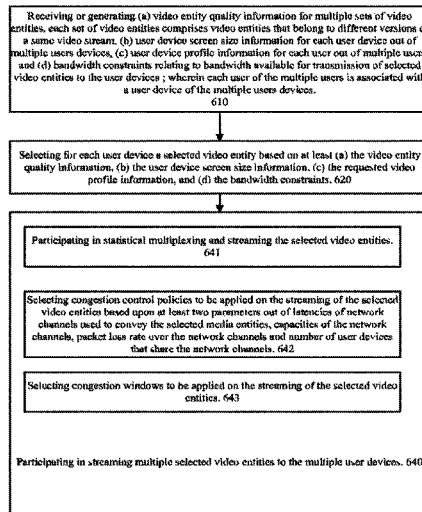 Receiving or generating (a) video entity quality information for multiple sets of video
entities, each set of video entities comprises video entities that belong to different versions of
a same video stream, (b) user device screen size information for each user device out of
multiple users devices, (c) user device profile information for each user out of multiple users
and (d) bandwidth constraints relating to bandwidth available for transmission of selected
video entities to the user devices ; wherein each user of the multiple users is associated with
a user device of the multiple users devices.
610
Selecting for each user device a selected video entity based on at least (a) the video entity
quality information, (b) the user device screen size information, (c) the requested video
profile information, and (d) the bandwidth constraints. 620
Participating in statistical multiplexing and streaming the selected video entities.
641
Selecting congestion control policies to be applied on the streaming of the selected
video entities based upon at least two parameters out of latencies of network
channels used to convey the selected media entities, capacities of the network
channels, packet loss rate over the network channels and number of user devices
that share the network channels. 642
Selecting congestion windows to be applied on the streaming of the selected video
entities. 643
Participating in streaming multiple selected video entities to the multiple user devices. 640